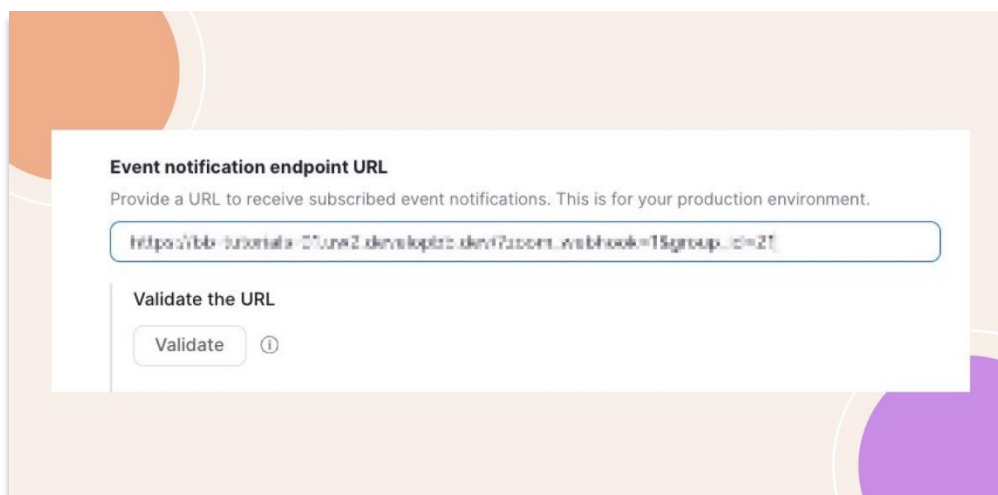 Event notification endpoint URL
Provide a URL to receive subscribed event notifications. This is for your production environment.
Validate the URL
Validate